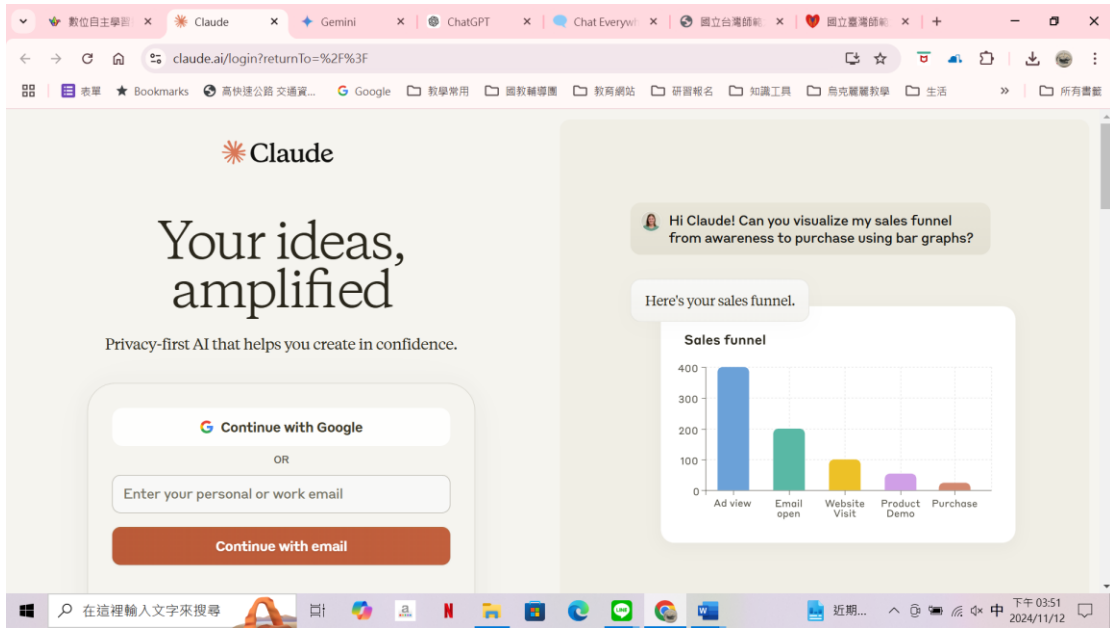 數位自主學習
Claude
Gemini
ChatGPT
Chat Everywh
國立台灣師範
國立臺灣師範
claude.ai/login?returnTo=%2F%3F
表單
Bookmarks
高快速公路 交通資...
Google
教學常用
國教輔導團
教育網站
研習報名
知識工具
烏克麗麗教學
生活
所有書籤
Claude
Your ideas,
amplified
Privacy-first AI that helps you create in confidence.
Continue with Google
OR
Enter your personal or work email
Continue with email
Hi Claude! Can you visualize my sales funnel
from awareness to purchase using bar graphs?
Here's your sales funnel.
Sales funnel
400
300
200
100
0
Ad view
Email
open
Website
Visit
Product
Demo
Purchase
在這裡輸入文字來搜尋
近期...
中
下午 03:51
2024/11/12